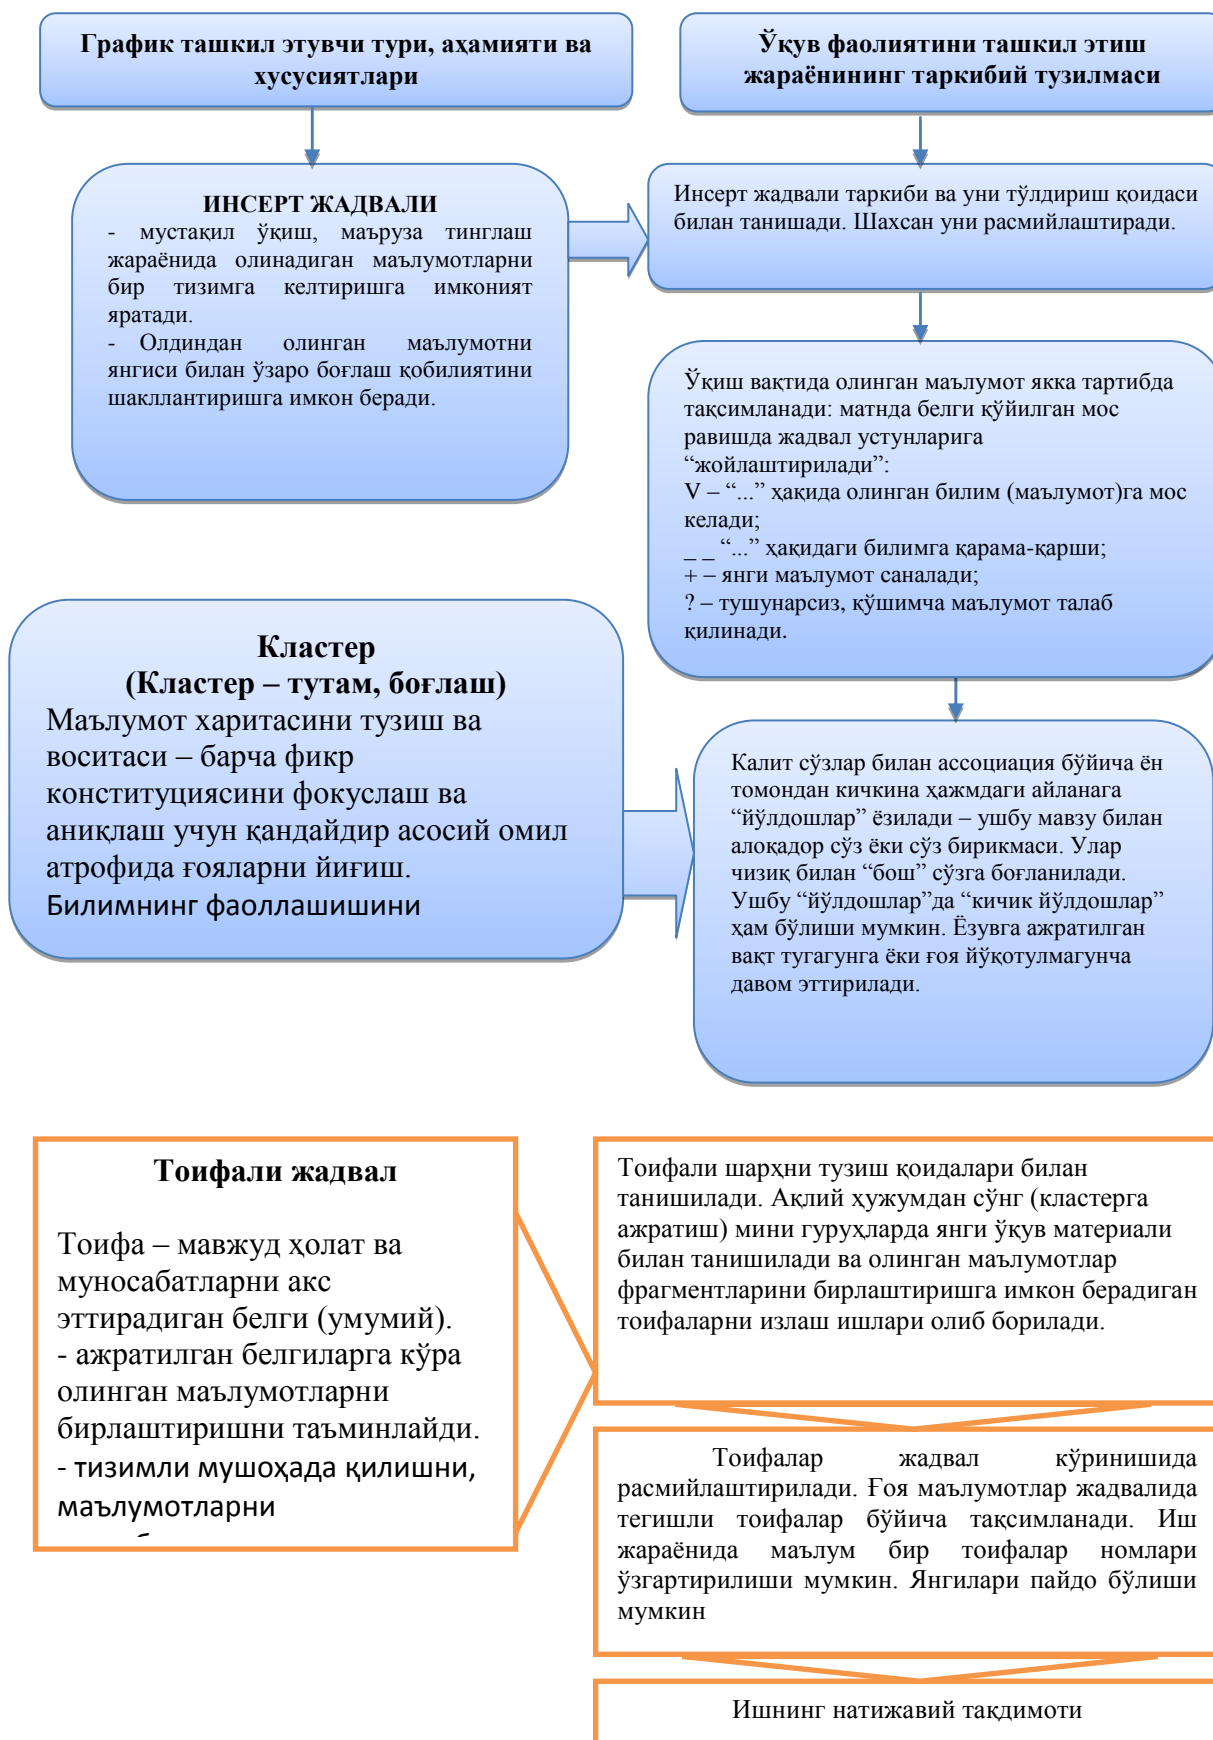 График ташкил этувчи тури, аҳамияти ва
хусусиятлари
Ўқув фаолиятини ташкил этиш
жараёнининг таркибий тузилмаси
ИНСЕРТ ЖАДВАЛИ
- мустақил ўқиш, маъруза тинглаш
жараёнида олинадиган маълумотларни
бир тизимга келтиришга имконият
яратади.
- Олдиндан олинган маълумотни
янгиси билан ўзаро боғлаш қобилиятини
шакллантиришга имкон беради.
Инсерт жадвали таркиби ва уни тўлдириш қоидаси
билан танишади. Шахсан уни расмийлаштиради.
Ўқиш вақтида олинган маълумот якка тартибда
тақсимланади: матнда белги қўйилган мос
равишда жадвал устунларига
“жойлаштирилади”:
V – “...” ҳақида олинган билим (маълумот)га мос
келади;
_ _ “...” ҳақидаги билимга қарама-қарши;
+ – янги маълумот саналади;
? – тушунарсиз, қўшимча маълумот талаб
қилинади.
Кластер
(Кластер – тутам, боғлаш)
Маълумот харитасини тузиш ва
воситаси – барча фикр
конституциясини фокуслаш ва
аниқлаш учун қандайдир асосий омил
атрофида ғояларни йиғиш.
Билимнинг фаоллашишини
Калит сўзлар билан ассоциация бўйича ён
томондан кичкина ҳажмдаги айланага
“йўлдошлар” ёзилади – ушбу мавзу билан
алоқадор сўз ёки сўз бирикмаси. Улар
чизиқ билан “бош” сўзга боғланилади.
Ушбу “йўлдошлар”да “кичик йўлдошлар”
ҳам бўлиши мумкин. Ёзувга ажратилган
вақт тугагунга ёки ғоя йўқотулмагунча
давом эттирилади.
Тоифали жадвал
Тоифа – мавжуд ҳолат ва
муносабатларни акс
эттирадиган белги (умумий).
- ажратилган белгиларга кўра
олинган маълумотларни
бирлаштиришни таъминлайди.
- тизимли мушоҳада қилишни,
маълумотларни
Тоифали шарҳни тузиш қоидалари билан
танишилади. Ақлий ҳужумдан сўнг (кластерга
ажратиш) мини гуруҳларда янги ўқув материали
билан танишилади ва олинган маълумотлар
фрагментларини бирлаштиришга имкон берадиган
тоифаларни излаш ишлари олиб борилади.
Тоифалар жадвал кўринишида
расмийлаштирилади. Ғоя маълумотлар жадвалида
тегишли тоифалар бўйича тақсимланади. Иш
жараёнида маълум бир тоифалар номлари
ўзгартирилиши мумкин. Янгилари пайдо бўлиши
мумкин
Ишнинг натижавий тақдимоти